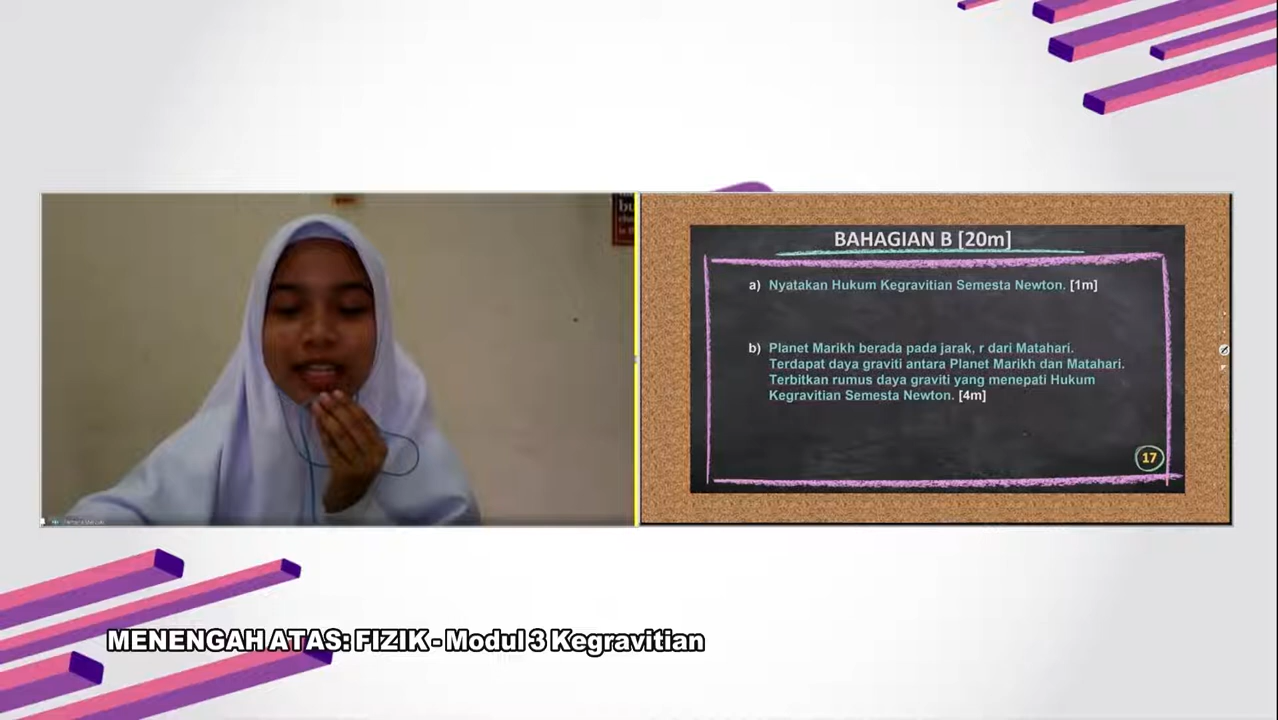 bu
BAHAGIAN B [20m]
a) Nyatakan Hukum Kegravitian Semesta Newton. [1m]
b) Planet Marikh berada pada jarak, r dari Matahari.
Terdapat daya graviti antara Planet Marikh dan Matahari.
Terbitkan rumus daya graviti yang menepati Hukum
Kegravitian Semesta Newton. [4m]
17
MENENGAH ATAS: FIZIK - Modul 3 Kegravitian